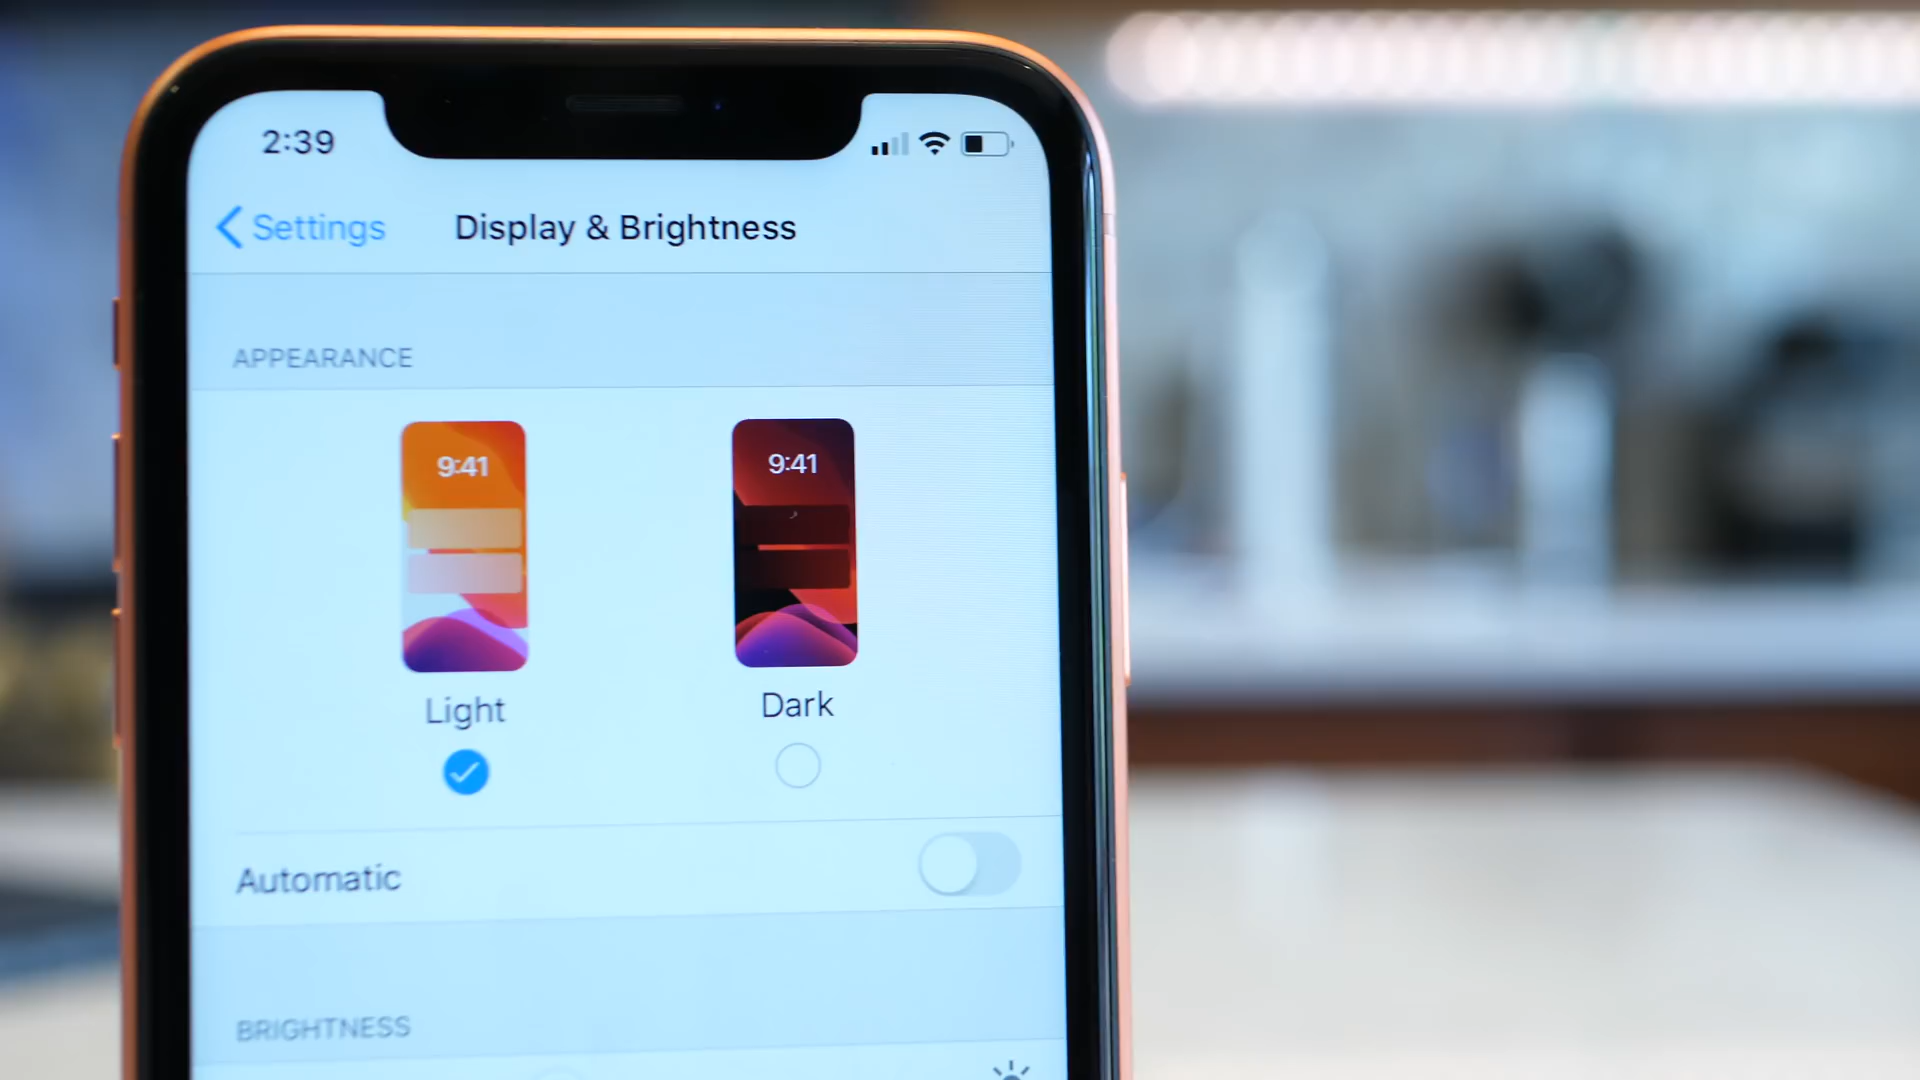 2:39
Settings
Display & Brightness
APPEARANCE
9:41
9:41
Light
Dark
Automatic
BRIGHTNESS